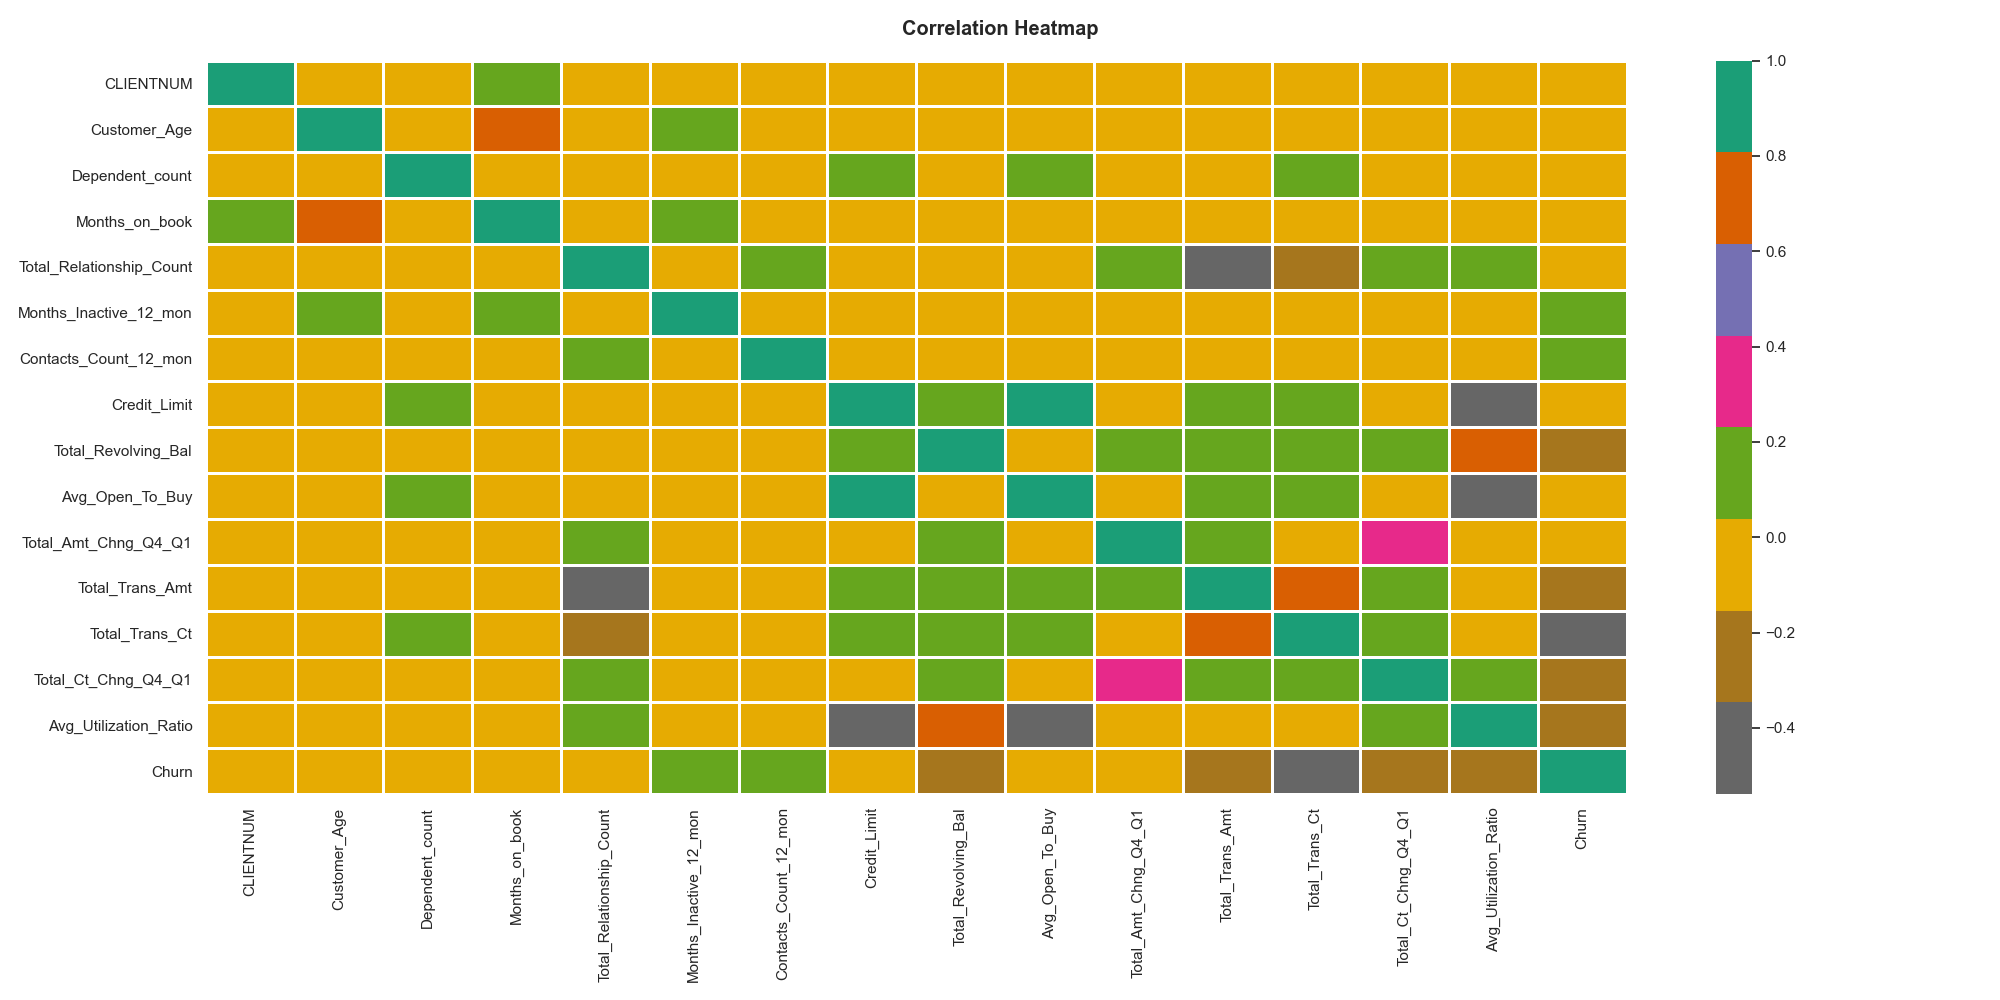 Correlation Heatmap
CLIENTNUM
Customer_Age
Dependent_count
Months_on_book
Total_Relationship_Count
Months_Inactive_12_mon
Contacts_Count_12_mon
Credit_Limit
Total_Revolving_Bal
Avg_Open_To_Buy
Total_Amt_Chng_Q4_Q1
Total_Trans_Amt
Total_Trans_Ct
Total_Ct_Chng_Q4_Q1
Avg_Utilization_Ratio
Churn
CLIENTNUM
Customer_Age
Dependent_count
Months_on_book
Total_Relationship_Count
Months_Inactive_12_mon
Contacts_Count_12_mon
Credit_Limit
Total_Revolving_Bal
Avg_Open_To_Buy
Total_Amt_Chng_Q4_Q1
Total_Trans_Amt
Total_Trans_Ct
Total_Ct_Chng_Q4_Q1
Avg_Utilization_Ratio
Churn
1.0
0.8
0.6
0.4
0.2
0.0
−0.2
−0.4